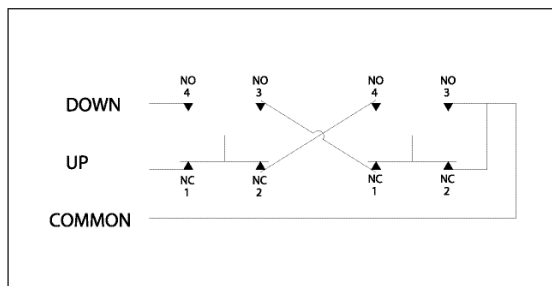 NO NO NO NO
4 3 4 3
DOWN
UP
NC NC NC NC
1 2 1 2
COMMON